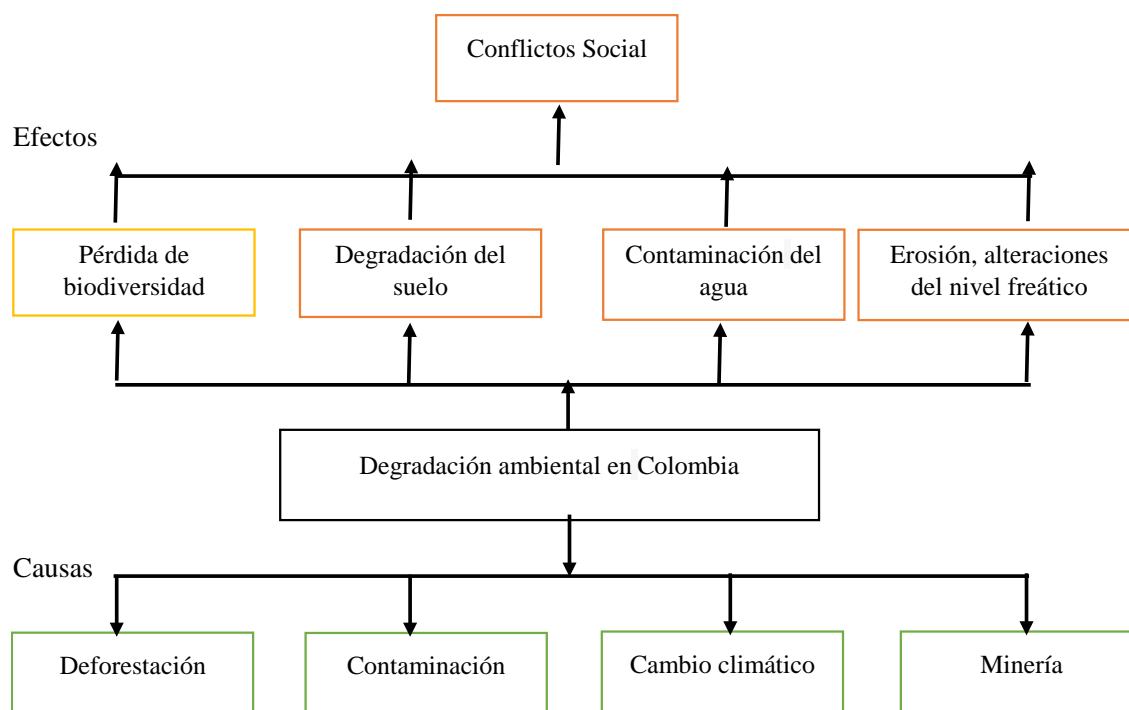 Conflictos Social
Efectos
Pérdida de
biodiversidad
Degradación del
suelo
Contaminación del
agua
Erosión, alteraciones
del nivel freático
Degradación ambiental en Colombia
Causas
Deforestación
Contaminación
Cambio climático
Minería